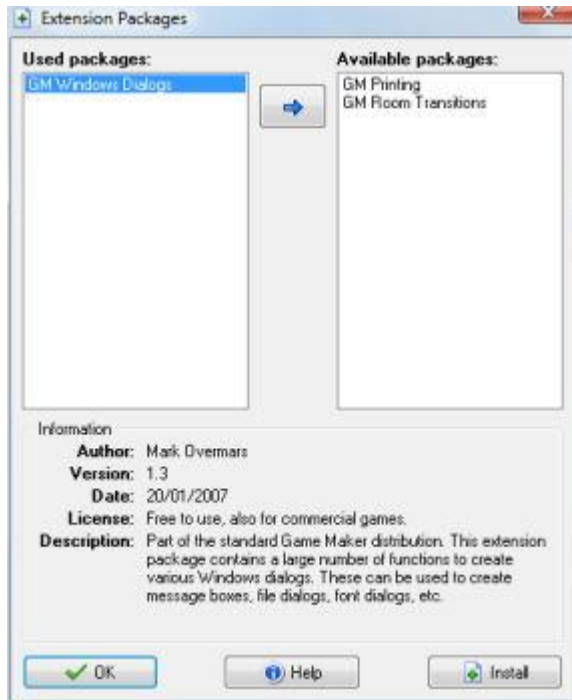 Extension Packages
Used packages:
Available packages:
GM Windows Dialogs
GM Printing
GM Room Transitions
Information
Author: Mark Overmars
Version: 1.3
Date: 20/01/2007
License: Free to use, also for commercial games.
Description: Part of the standard Game Maker distribution. This extension
package contains a large number of functions to create
various Windows dialogs. These can be used to create
message boxes, file dialogs, font dialogs, etc.
OK
Help
Install